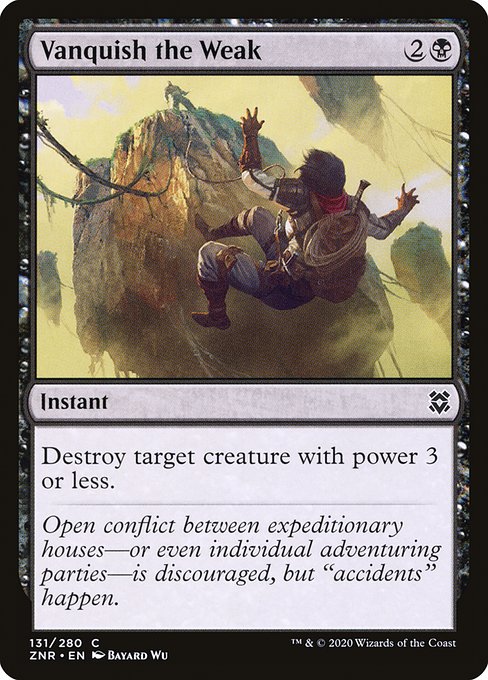 Vanquish the Weak 2
Instant
Destroy target creature with power 3
or less.
Open conflict between expeditionary
houses—or even individual adventuring
parties—is discouraged, but “accidents”
happen.
131/280 C
ZNR • EN Bayard Wu
™ & © 2020 Wizards of the Coast